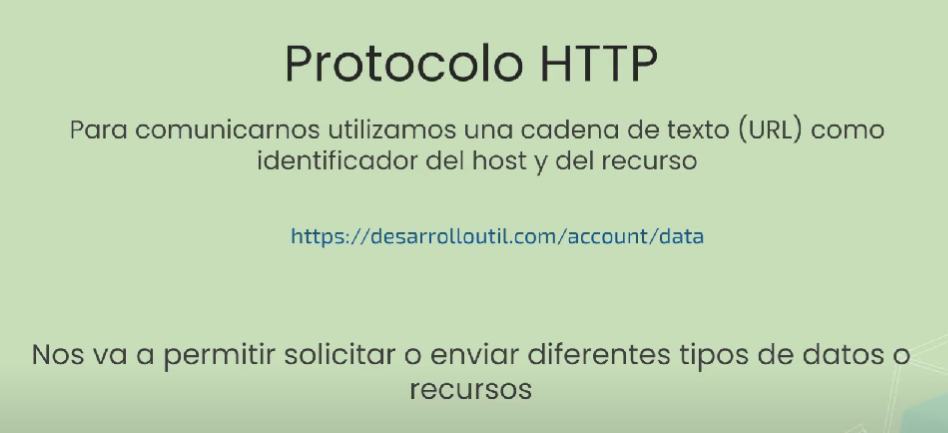 Protocolo HTTP
Para comunicarnos utilizamos una cadena de texto (URL) como
identificador del host y del recurso
https://desarrolloutil.com/account/data
Nos va a permitir solicitar o enviar diferentes tipos de datos o
recursos